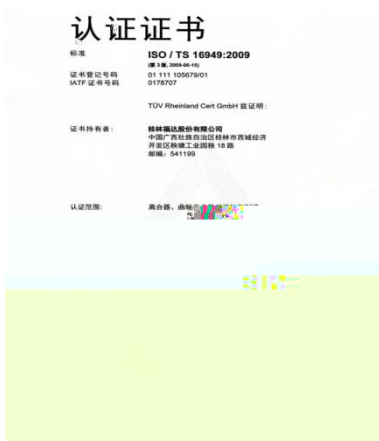 认证证书
标准 ISO / TS 16949:2009
(第 3 版, 2009-06-15)
证书登记号码 01 111 105679/01
IATF 证书号码 0178707
TÜV Rheinland Cert GmbH 兹证明:
证书持有者: 桂林福达股份有限公司
中国广西壮族自治区桂林市西城经济
开发区秧塘工业园秧 18 路
邮编: 541199
认证范围: 离合器、曲轴